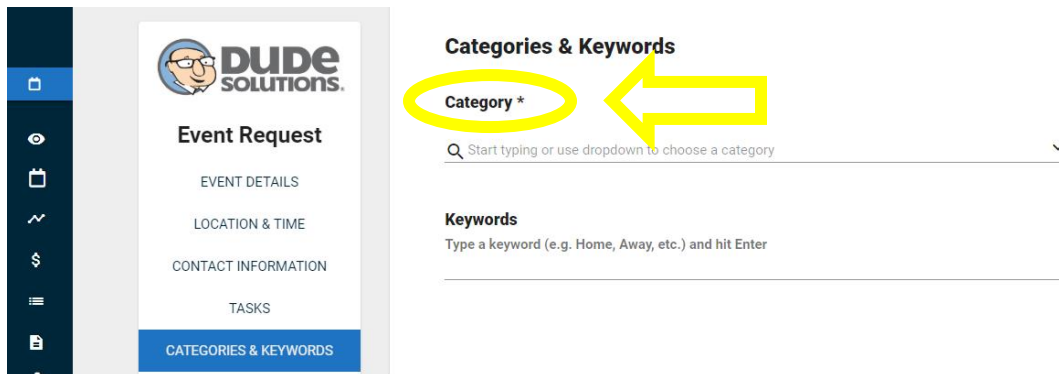 DUDE
SOLUTIONS.
Event Request
EVENT DETAILS
LOCATION & TIME
CONTACT INFORMATION
TASKS
CATEGORIES & KEYWORDS
Categories & Keywords
Category *
Start typing or use dropdown to choose a category
Keywords
Type a keyword (e.g. Home, Away, etc.) and hit Enter